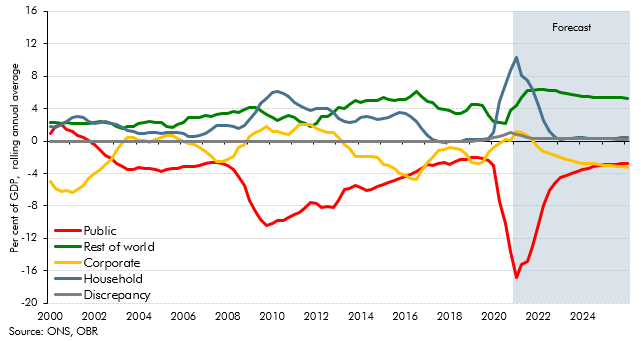 16
12
8
4
0
-4
-8
-12
-16
-20
Per cent of GDP, rolling annual average
Forecast
Public
Rest of world
Corporate
Household
Discrepancy
2000 2002 2004 2006 2008 2010 2012 2014 2016 2018 2020 2022 2024
Source: ONS, OBR